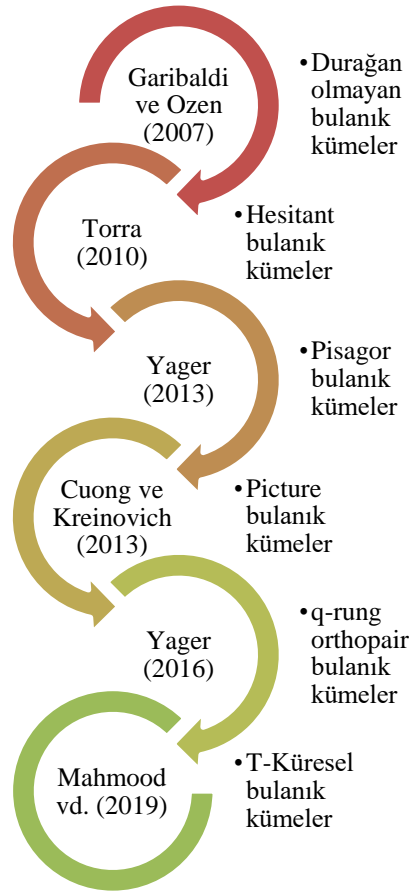 Garibaldi
ve Ozen
(2007)
•Durağan
olmayan
bulanık
kümeler
Torra
(2010)
•Hesitant
bulanık
kümeler
Yager
(2013)
•Pisagor
bulanık
kümeler
Cuong ve
Kreinovich
(2013)
•Picture
bulanık
kümeler
Yager
(2016)
•q-rung
orthopair
bulanık
kümeler
Mahmood
vd. (2019)
•T-Küresel
bulanık
kümeler